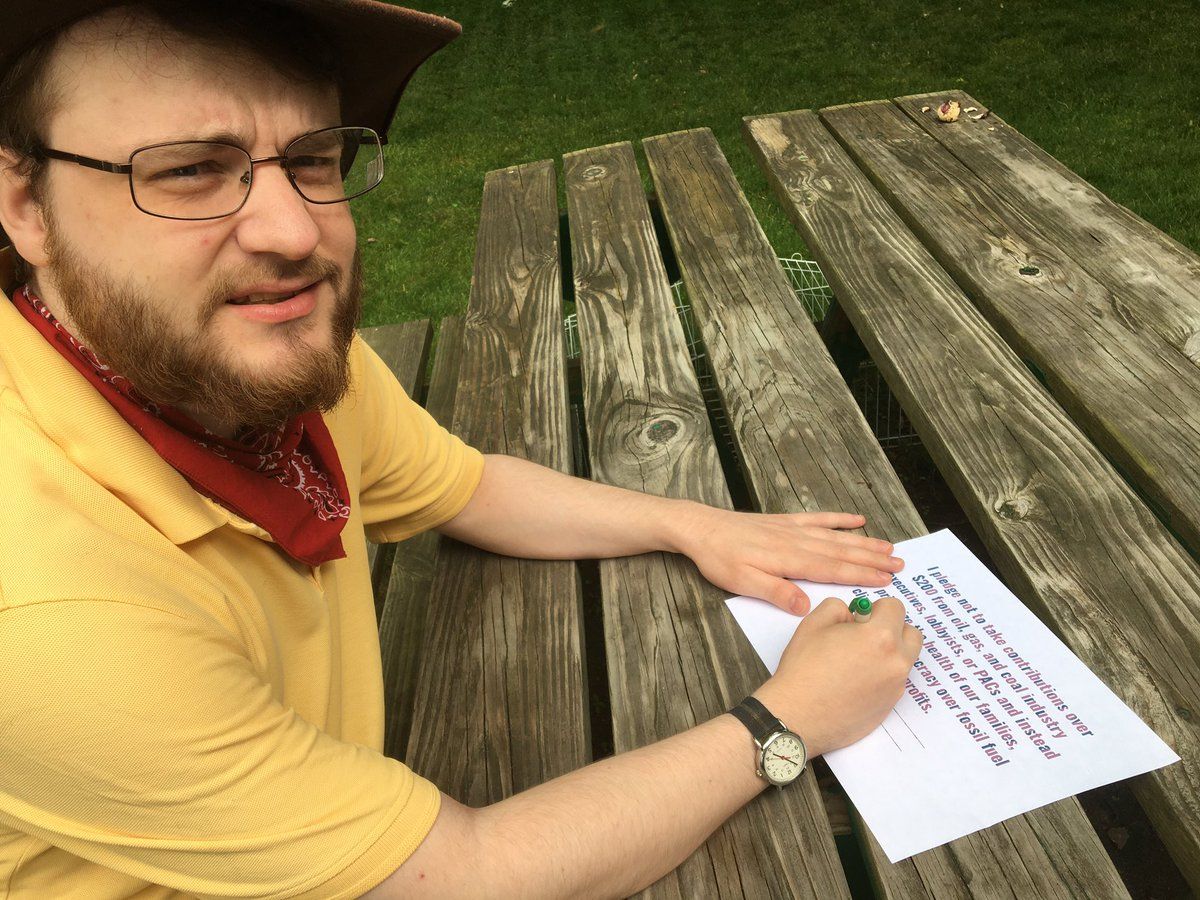 I pledge not to take contributions over
$200 from oil, gas, and coal industry
executives, lobbyists, or PACs and instead
health of our families,
over fossil fuel
profits.